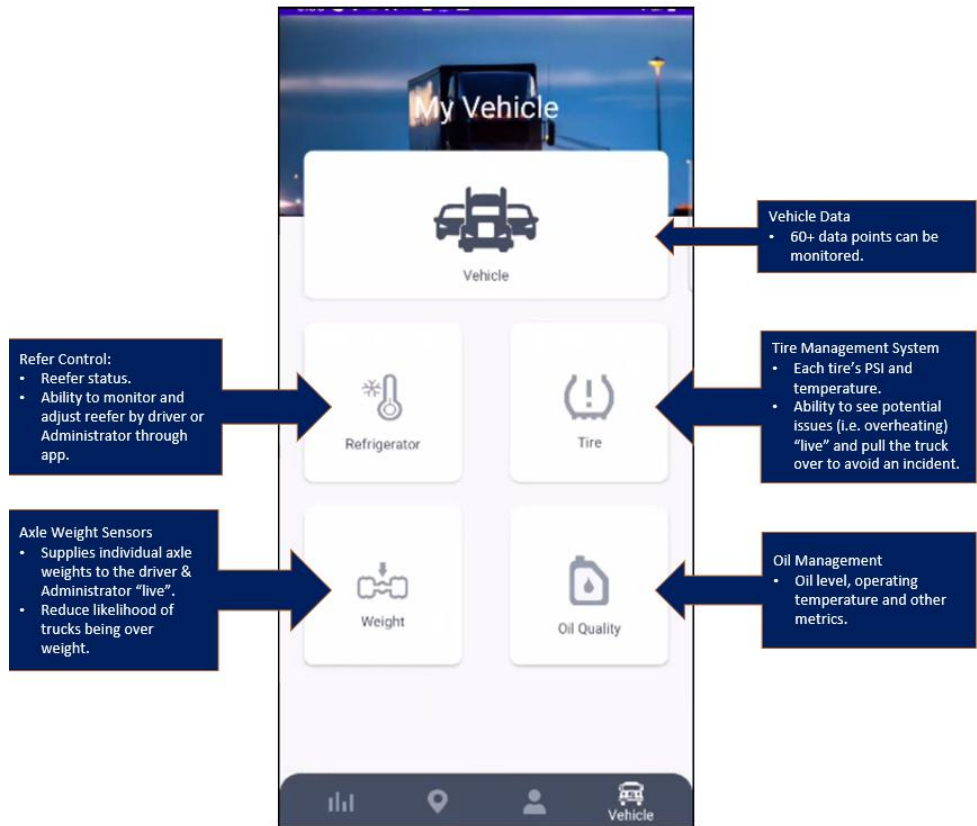 My Vehicle
Vehicle
Vehicle Data
• 60+ data points can be
monitored.
Refer Control:
• Reefer status.
• Ability to monitor and
adjust reefer by driver or
Administrator through
app.
Refrigerator
Tire
Tire Management System
• Each tire's PSI and
temperature.
• Ability to see potential
issues (i.e. overheating)
"live" and pull the truck
over to avoid an incident.
Axle Weight Sensors
• Supplies individual axle
weights to the driver &
Administrator "live".
• Reduce likelihood of
trucks being over
weight.
Weight
Oil Quality
Oil Management
• Oil level, operating
temperature and other
metrics.
Vehicle